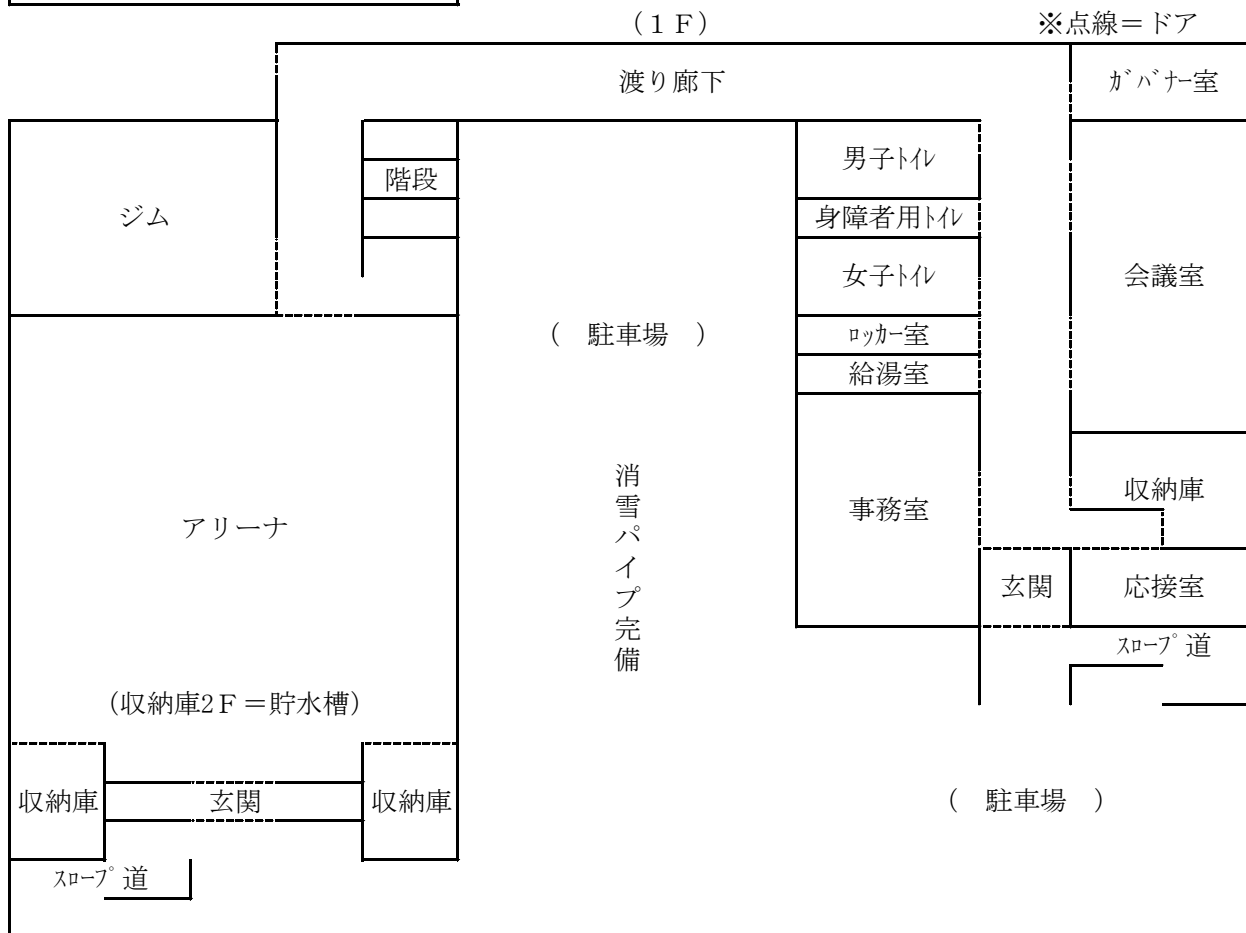 (１Ｆ)
※点線＝ドア
渡り廊下
ｶﾞﾊﾞﾅｰ室
男子ﾄｲﾚ
階段
身障者用ﾄｲﾚ
ジム
女子ﾄｲﾚ
会議室
(　駐車場　)
ﾛｯｶｰ室
給湯室
消雪パイプ完備
収納庫
アリーナ
事務室
玄関
応接室
ｽﾛｰﾌﾟ道
(収納庫2Ｆ＝貯水槽)
収納庫
玄関
収納庫
(　駐車場　)
ｽﾛｰﾌﾟ道